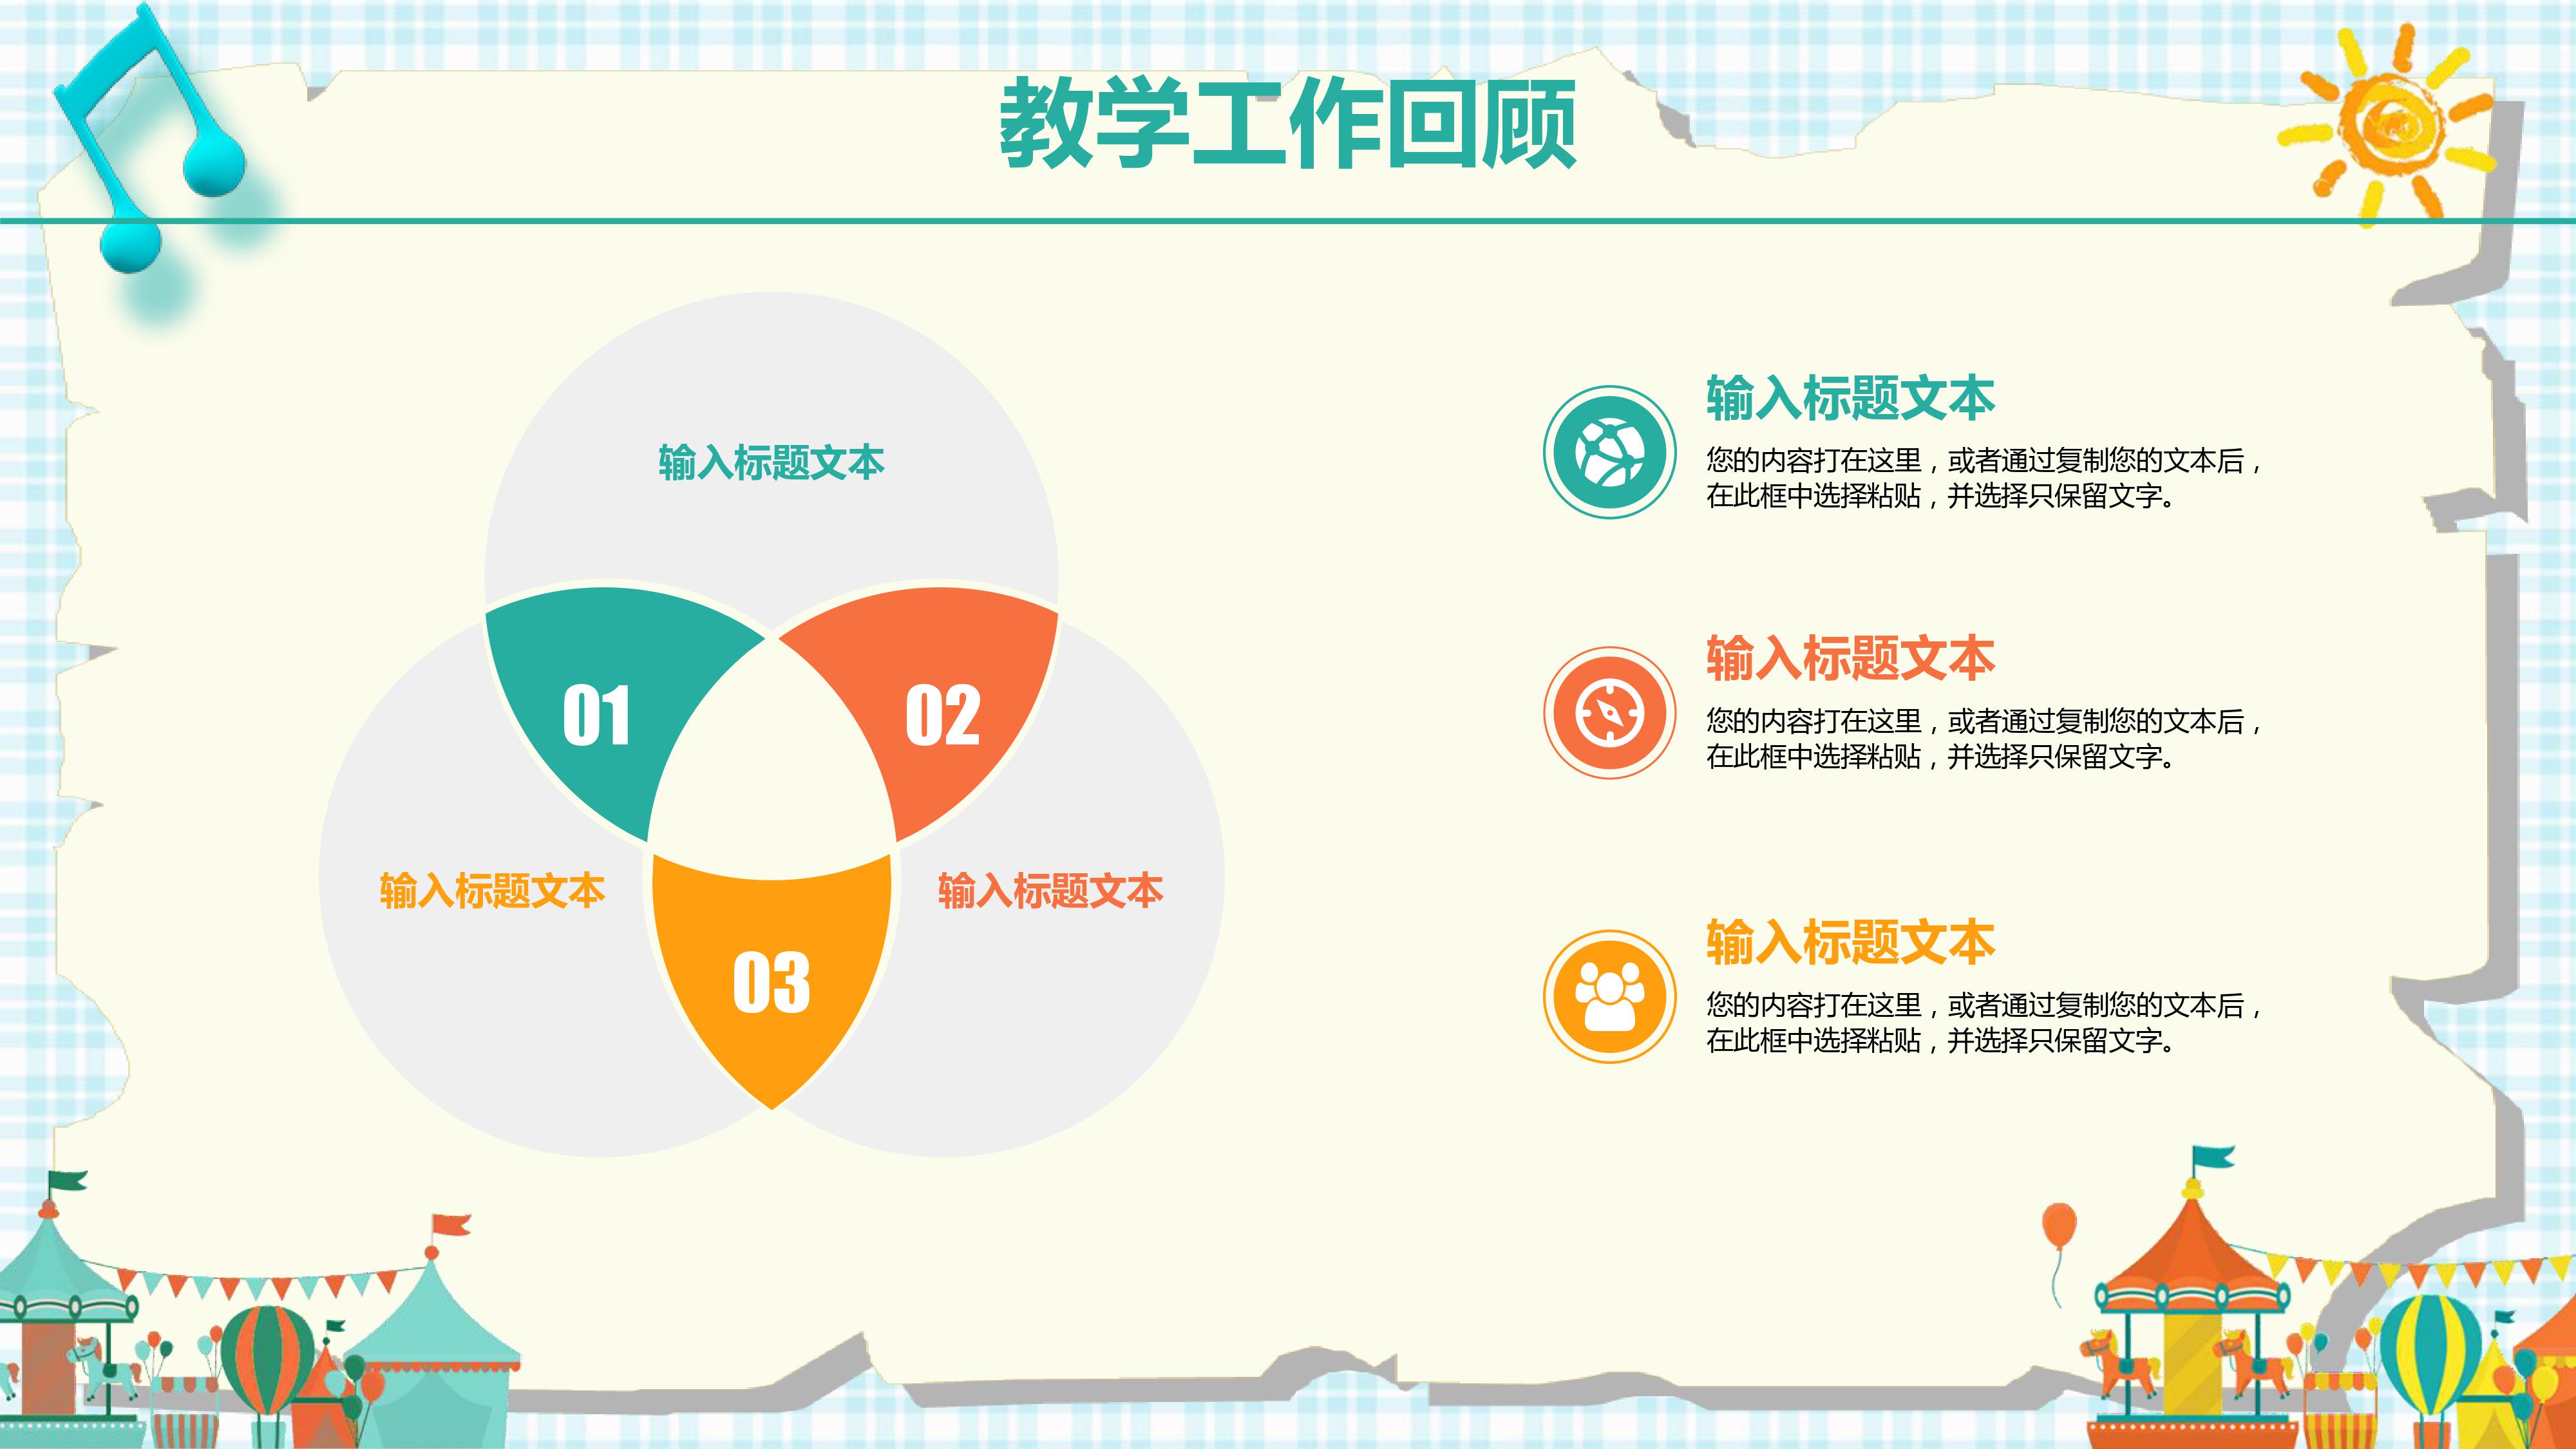 教学工作回顾
输入标题文本
01
02
输入标题文本
输入标题文本
03
输入标题文本
您的内容打在这里，或者通过复制您的文本后，
在此框中选择粘贴，并选择只保留文字。
输入标题文本
您的内容打在这里，或者通过复制您的文本后，
在此框中选择粘贴，并选择只保留文字。
输入标题文本
您的内容打在这里，或者通过复制您的文本后，
在此框中选择粘贴，并选择只保留文字。